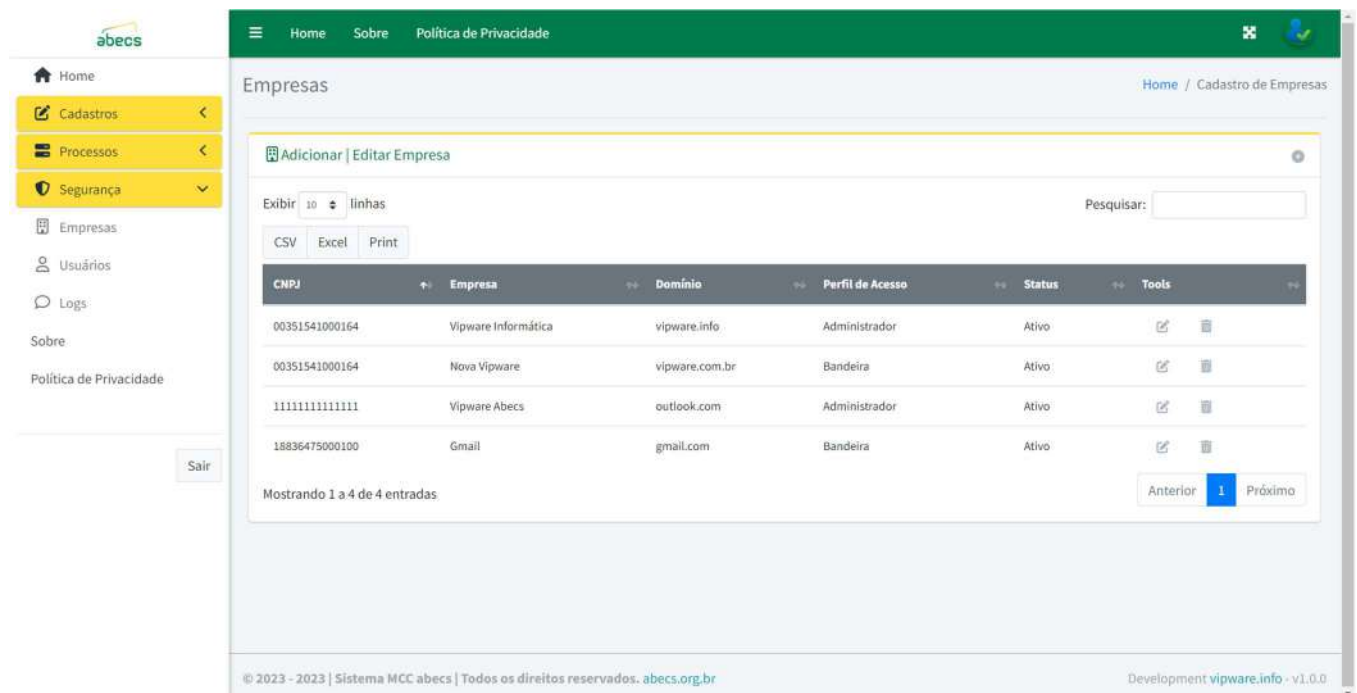 abecs
Home Sobre Política de Privacidade
Home
Cadastros
Processos
Segurança
Empresas
Usuários
Logs
Sobre
Política de Privacidade
Sair
Empresas
Home / Cadastro de Empresas
Adicionar | Editar Empresa
Exibir 10 linhas
Pesquisar:
CSV Excel Print
CNPJ Empresa Domínio Perfil de Acesso Status Tools
00351541000164 Vipware Informática vipware.info Administrador Ativo
00351541000164 Nova Vipware vipware.com.br Bandeira Ativo
11111111111111 Vipware Abecs outlook.com Administrador Ativo
18836475000100 Gmail gmail.com Bandeira Ativo
Mostrando 1 a 4 de 4 entradas
Anterior 1 Próximo
© 2023 - 2023 | Sistema MCC abecs | Todos os direitos reservados. abecs.org.br
Development vipware.info - v1.0.0